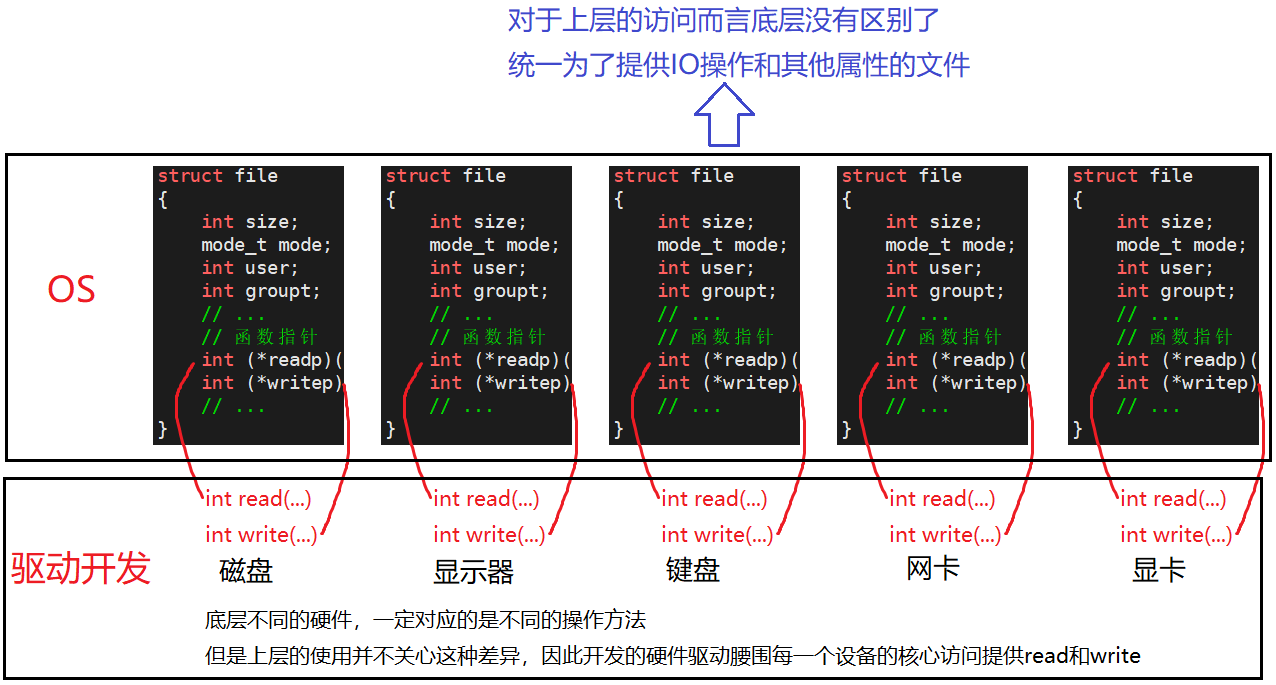 对于上层的访问而言底层没有区别了
统一为了提供IO操作和其他属性的文件
OS
struct file
{
int size;
mode_t mode;
int user;
int groupt;
// ...
// 函数指针
int (*readp)(
int (*writep)
// ...
}
struct file
{
int size;
mode_t mode;
int user;
int groupt;
// ...
// 函数指针
int (*readp)(
int (*writep)
// ...
}
struct file
{
int size;
mode_t mode;
int user;
int groupt;
// ...
// 函数指针
int (*readp)(
int (*writep)
// ...
}
struct file
{
int size;
mode_t mode;
int user;
int groupt;
// ...
// 函数指针
int (*readp)(
int (*writep)
// ...
}
struct file
{
int size;
mode_t mode;
int user;
int groupt;
// ...
// 函数指针
int (*readp)(
int (*writep)
// ...
}
驱动开发
int read(...)
int write(...)
磁盘
int read(...)
int write(...)
显示器
int read(...)
int write(...)
键盘
int read(...)
int write(...)
网卡
int read(...)
int write(...)
显卡
底层不同的硬件，一定对应的是不同的操作方法
但是上层的使用并不关心这种差异，因此开发的硬件驱动腰围每一个设备的核心访问提供read和write